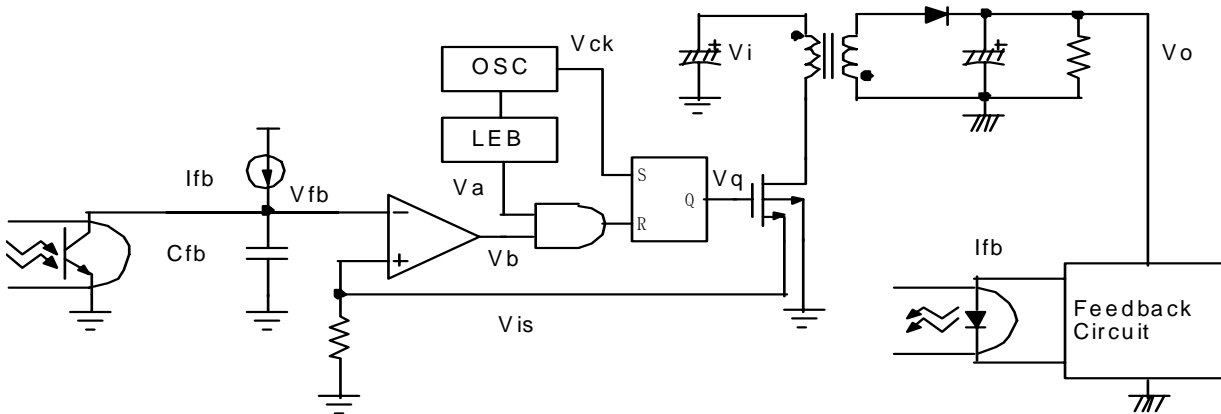 Vck
Vi
Vo
OSC
LEB
Ifb
Vfb
Va
S
Q
R
Vq
−
+
Cfb
Vb
Vis
Ifb
Feedback
Circuit
+
+